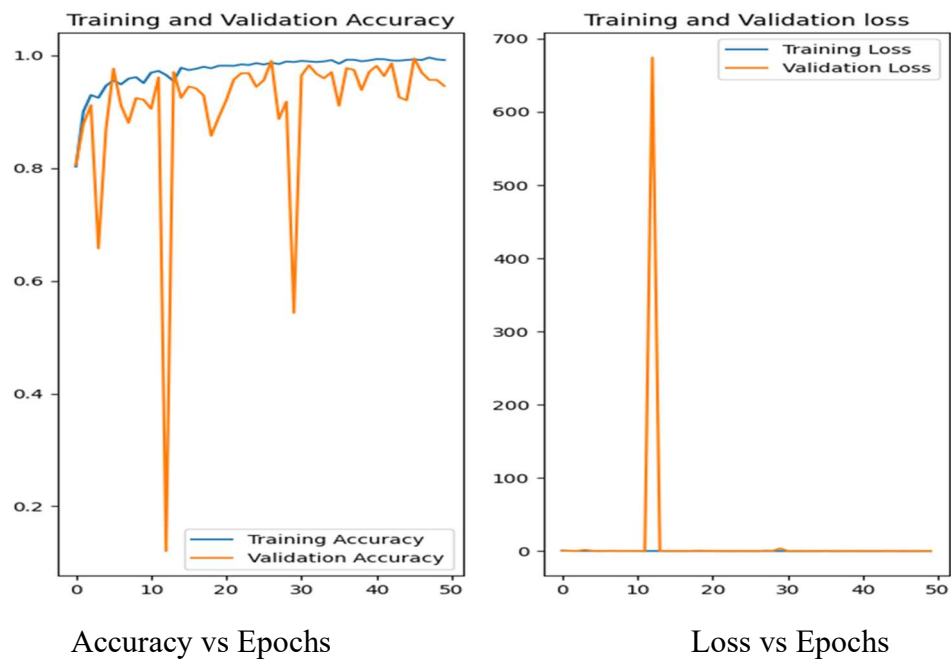 Training and Validation Accuracy
1.0
0.8
0.6
0.4
0.2
Training Accuracy
Validation Accuracy
0 10 20 30 40 50
Training and Validation loss
700
600
500
400
300
200
100
0
Training Loss
Validation Loss
0 10 20 30 40 50
Accuracy vs Epochs
Loss vs Epochs